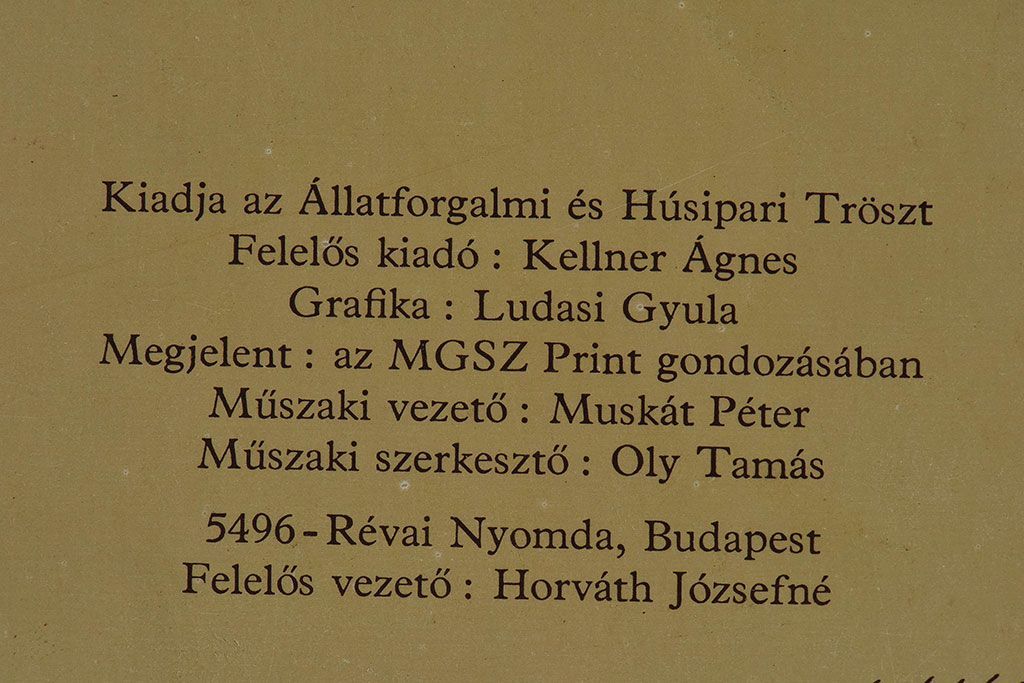 Kiadja az Állatforgalmi és Húsipari Tröszt
Felelős kiadó : Kellner Ágnes
Grafika : Ludasi Gyula
Megjelent : az MGSZ Print gondozásában
Műszaki vezető : Muskát Péter
Műszaki szerkesztő : Oly Tamás
5496 - Révai Nyomda, Budapest
Felelős vezető : Horváth Józsefné